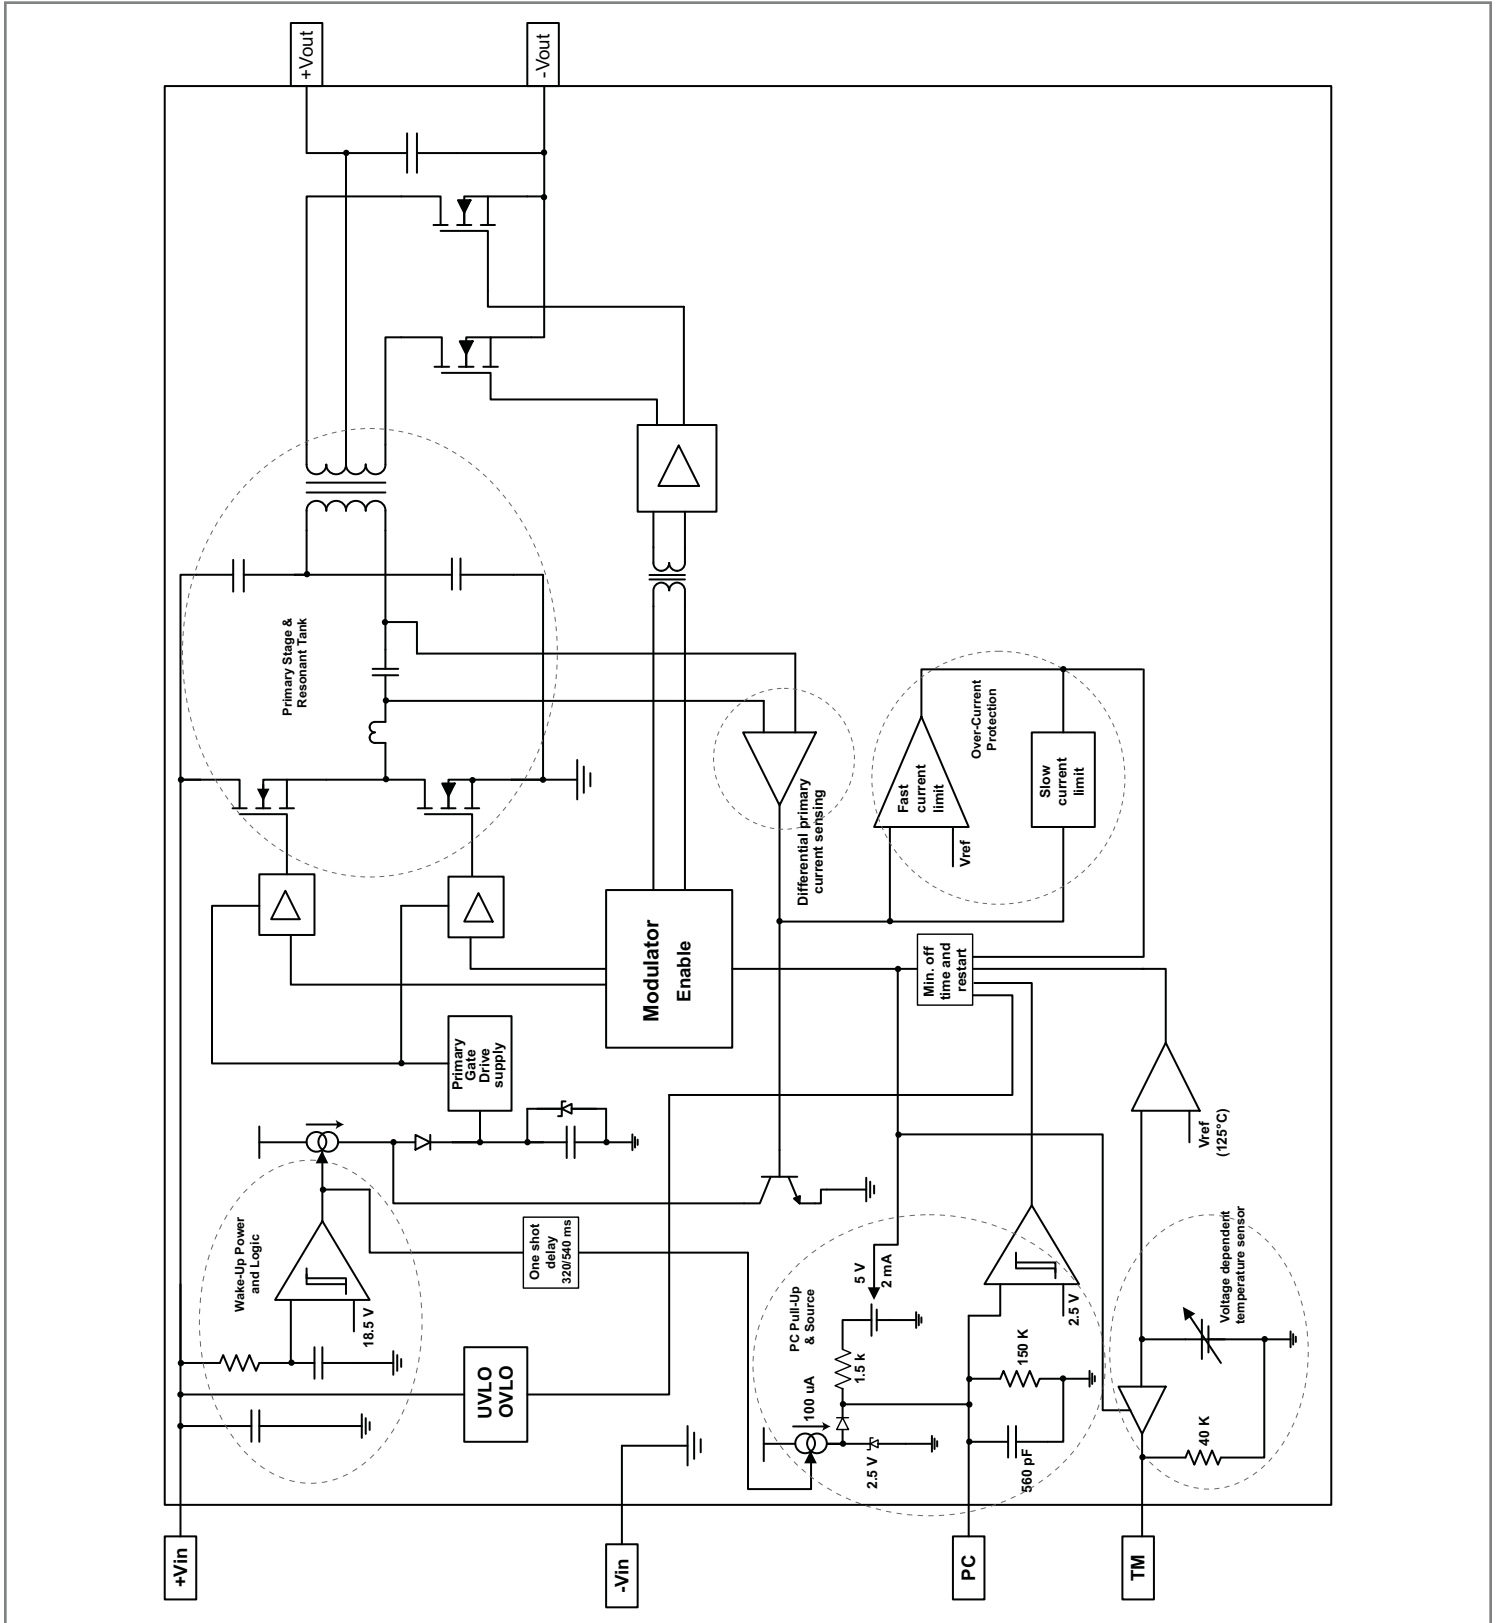 +Vout
-Vout
Primary Stage &
Resonant Tank
Differential primary
current sensing
Fast
current
limit
Vref
Over-Current
Protection
Slow
current
limit
Modulator
Enable
Min. off
time and
restart
Primary
Gate
Drive
supply
Vref
(125°C)
Wake-Up Power
and Logic
18.5 V
One shot
delay
320/540 ms
5 V
2 mA
PC Pull-Up
& Source
2.5 V
Voltage dependent
temperature sensor
UVLO
OVLO
100 uA
1.5 k
150 K
2.5 V
560 pF
40 K
+Vin
-Vin
PC
TM